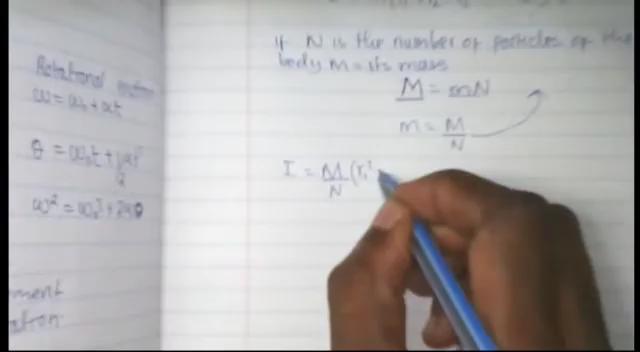 Rotational motion
ω = ω₀ + αt
θ = ω₀t + ½αt²
ω² = ω₀² + 2αθ
If N is the number of particles of the
body M = its mass
M = mN
m = M/N
I = M/N (r₁²